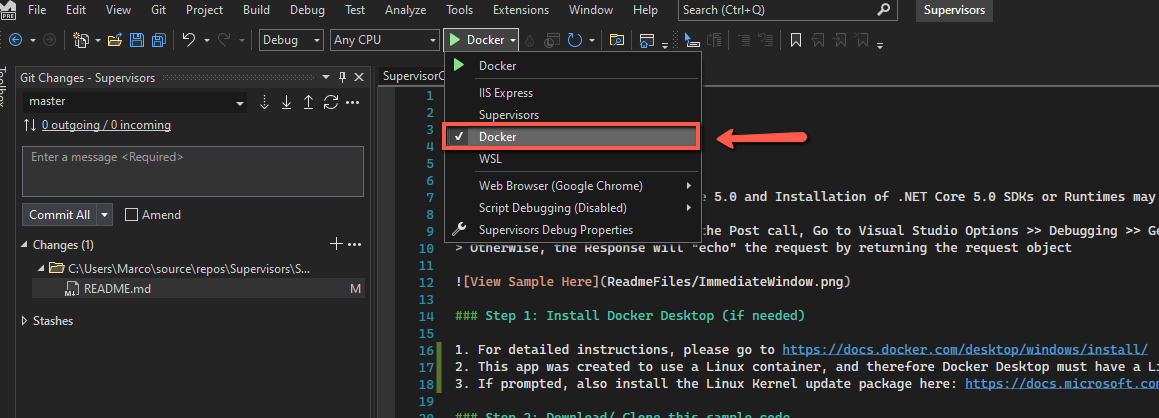 PRE File Edit View Git Project Build Debug Test Analyze Tools Extensions Window Help Search (Ctrl+Q) Supervisors
Debug Any CPU Docker
Toolbox
Git Changes - Supervisors
master
0 outgoing / 0 incoming
Enter a message <Required>
Commit All Amend
Changes (1)
C:\Users\Marco\source\repos\Supervisors\S...
README.md M
Stashes
Docker
IIS Express
Supervisors
Docker
WSL
Web Browser (Google Chrome)
Script Debugging (Disabled)
Supervisors Debug Properties
SupervisorC
1
2
3
4
5
6
7 e 5.0 and Installation of .NET Core 5.0 SDKs or Runtimes may
8
9 the Post call, Go to Visual Studio Options >> Debugging >> Ge
10 > Otherwise, the Response will "echo" the request by returning the request object
11
12 ![View Sample Here](ReadmeFiles/ImmediateWindow.png)
13
14 ### Step 1: Install Docker Desktop (if needed)
15
16 1. For detailed instructions, please go to https://docs.docker.com/desktop/windows/install/
17 2. This app was created to use a Linux container, and therefore Docker Desktop must have a Li
18 3. If prompted, also install the Linux Kernel update package here: https://docs.microsoft.com
19
20 ### Step 2: Download/ Clone this sample code